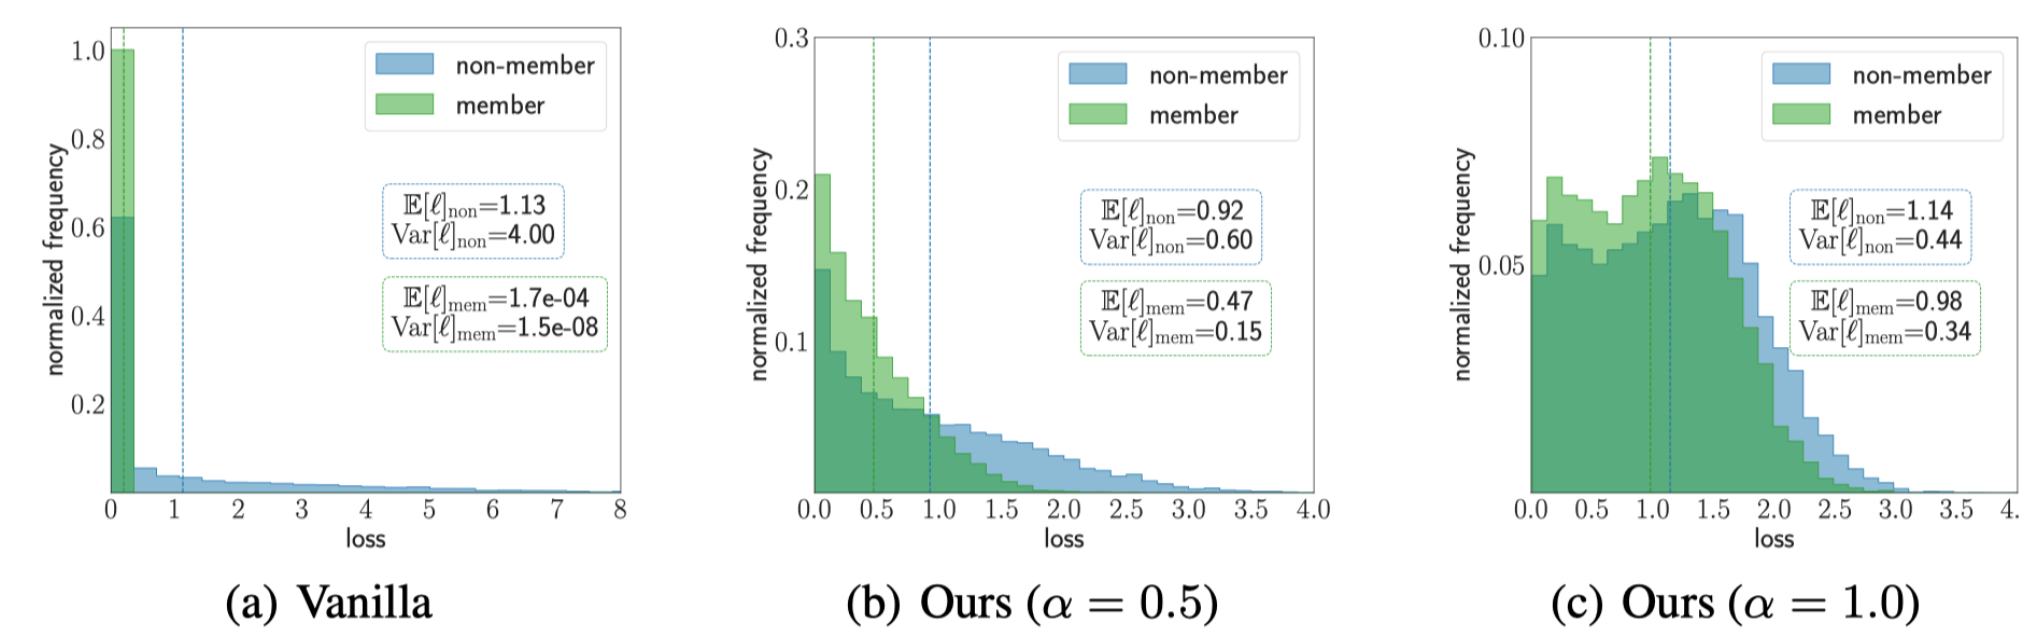 1.0
0.8
0.6
0.4
0.2
normalized frequency
non-member
member
𝔼[ℓ]non=1.13
Var[ℓ]non=4.00
𝔼[ℓ]mem=1.7e-04
Var[ℓ]mem=1.5e-08
0 1 2 3 4 5 6 7 8
loss
(a) Vanilla
0.3
0.2
0.1
normalized frequency
non-member
member
𝔼[ℓ]non=0.92
Var[ℓ]non=0.60
𝔼[ℓ]mem=0.47
Var[ℓ]mem=0.15
0.0 0.5 1.0 1.5 2.0 2.5 3.0 3.5 4.0
loss
(b) Ours (α = 0.5)
0.10
0.05
normalized frequency
non-member
member
𝔼[ℓ]non=1.14
Var[ℓ]non=0.44
𝔼[ℓ]mem=0.98
Var[ℓ]mem=0.34
0.0 0.5 1.0 1.5 2.0 2.5 3.0 3.5 4.
loss
(c) Ours (α = 1.0)